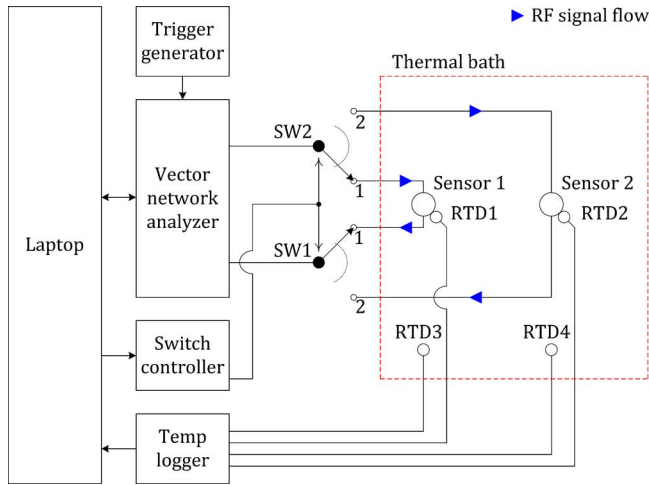 Trigger
generator
RF signal flow
Thermal bath
2
SW2
1
Sensor 1
Sensor 2
RTD1
RTD2
Vector
network
analyzer
Laptop
1
SW1
2
RTD3
RTD4
Switch
controller
Temp
logger